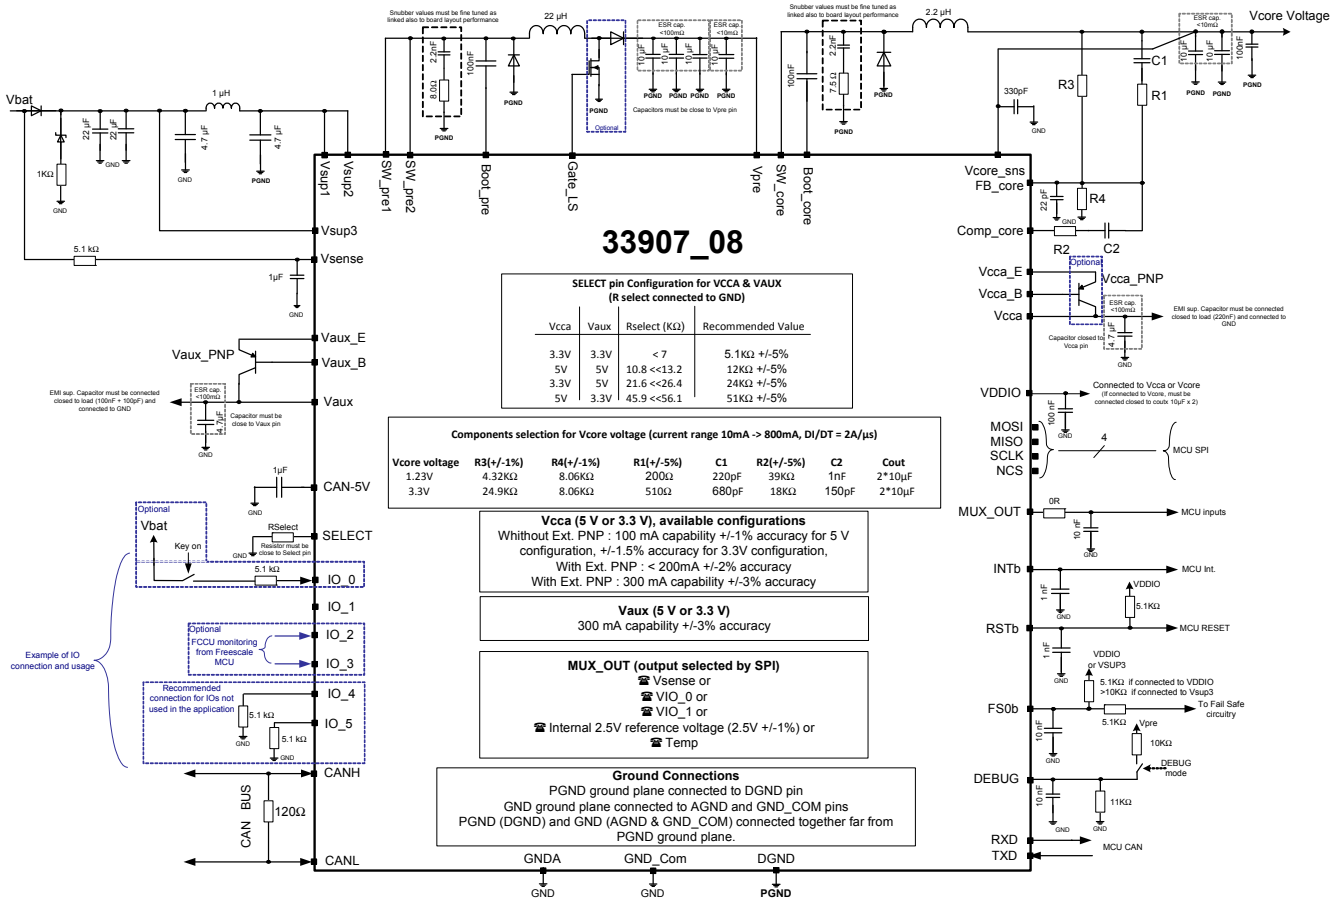 Snubber values must be fine tuned as
linked also to board layout performance
22 µH
ESR cap.
<100mΩ
ESR cap.
<10mΩ
Snubber values must be fine tuned as
linked also to board layout performance
2.2 µH
ESR cap.
<10mΩ
Vcore Voltage
2.2nF
8.0Ω
PGND
100nF
PGND
PGND
Optional
10 µF
10 µF
10 µF
10 µF
PGND
PGND
PGND
PGND
Capacitors must be close to Vpre pin
100nF
2.2nF
7.5 Ω
PGND
PGND
330pF
GND
R3
C1
R1
10 µF
10 µF
100nF
PGND
Vbat
1 µH
22 µF
22 µF
GND
4.7 µF
GND
4.7 µF
PGND
1KΩ
GND
Vsup1
Vsup2
SW_pre1
SW_pre2
Boot_pre
Gate_LS
Vpre
SW_core
Boot_core
Vcore_sns
FB_core
22 pF
GND
R4
Comp_core
R2
C2
Vsup3
5.1 kΩ
Vsense
1µF
GND
33907_08
SELECT pin Configuration for VCCA & VAUX
(R select connected to GND)
Vcca Vaux Rselect (KΩ) Recommended Value
3.3V 3.3V < 7 5.1KΩ +/-5%
5V 5V 10.8 <<13.2 12KΩ +/-5%
3.3V 5V 21.6 <<26.4 24KΩ +/-5%
5V 3.3V 45.9 <<56.1 51KΩ +/-5%
Components selection for Vcore voltage (current range 10mA -> 800mA, DI/DT = 2A/µs)
Vcore voltage R3(+/-1%) R4(+/-1%) R1(+/-5%) C1 R2(+/-5%) C2 Cout
1.23V 4.32KΩ 8.06KΩ 200Ω 220pF 39KΩ 1nF 2*10µF
3.3V 24.9KΩ 8.06KΩ 510Ω 680pF 18KΩ 150pF 2*10µF
Vcca (5 V or 3.3 V), available configurations
Whithout Ext. PNP : 100 mA capability +/-1% accuracy for 5 V
configuration, +/-1.5% accuracy for 3.3V configuration,
With Ext. PNP : < 200mA +/-2% accuracy
With Ext. PNP : 300 mA capability +/-3% accuracy
Vaux (5 V or 3.3 V)
300 mA capability +/-3% accuracy
MUX_OUT (output selected by SPI)
☎ Vsense or
☎ VIO_0 or
☎ VIO_1 or
☎ Internal 2.5V reference voltage (2.5V +/-1%) or
☎ Temp
Ground Connections
PGND ground plane connected to DGND pin
GND ground plane connected to AGND and GND_COM pins
PGND (DGND) and GND (AGND & GND_COM) connected together far from
PGND ground plane.
Vaux_E
Vaux_PNP
Vaux_B
Vaux
EMI sup. Capacitor must be connected
closed to load (100nF + 100pF) and
connected to GND
ESR cap.
<100mΩ
4.7µF
GND
Capacitor must be
close to Vaux pin
1µF
GND
CAN-5V
RSelect
GND
Resistor must be
close to Select pin
SELECT
Optional
Vbat
Key on
5.1 kΩ
IO_0
IO_1
Optional
FCCU monitoring
from Freescale
MCU
IO_2
IO_3
Example of IO
connection and usage
Recommended
connection for IOs not
used in the application
IO_4
5.1 kΩ
GND
IO_5
5.1 kΩ
GND
CANH
CAN BUS
120Ω
CANL
GNDA
GND
GND_Com
GND
DGND
PGND
Vcca_E
Optional
Vcca_PNP
Vcca_B
Vcca
ESR cap.
<100mΩ
4.7 µF
GND
Capacitor closed to
Vcca pin
EMI sup. Capacitor must be connected
closed to load (220nF) and connected to
GND
VDDIO
100 nF
GND
Connected to Vcca or Vcore
(If connected to Vcore, must be
connected closed to coutx 10µF x 2)
MOSI
MISO
SCLK
NCS
4
MCU SPI
MUX_OUT
0R
10 nF
GND
MCU inputs
INTb
1 nF
GND
MCU Int.
VDDIO
5.1KΩ
RSTb
1 nF
GND
MCU RESET
VDDIO
or VSUP3
5.1KΩ if connected to VDDIO
>10KΩ if connected to Vsup3
FS0b
10 nF
GND
5.1KΩ
To Fail Safe
circuitry
Vpre
10KΩ
DEBUG
mode
DEBUG
10 nF
GND
11KΩ
GND
RXD
TXD
MCU CAN